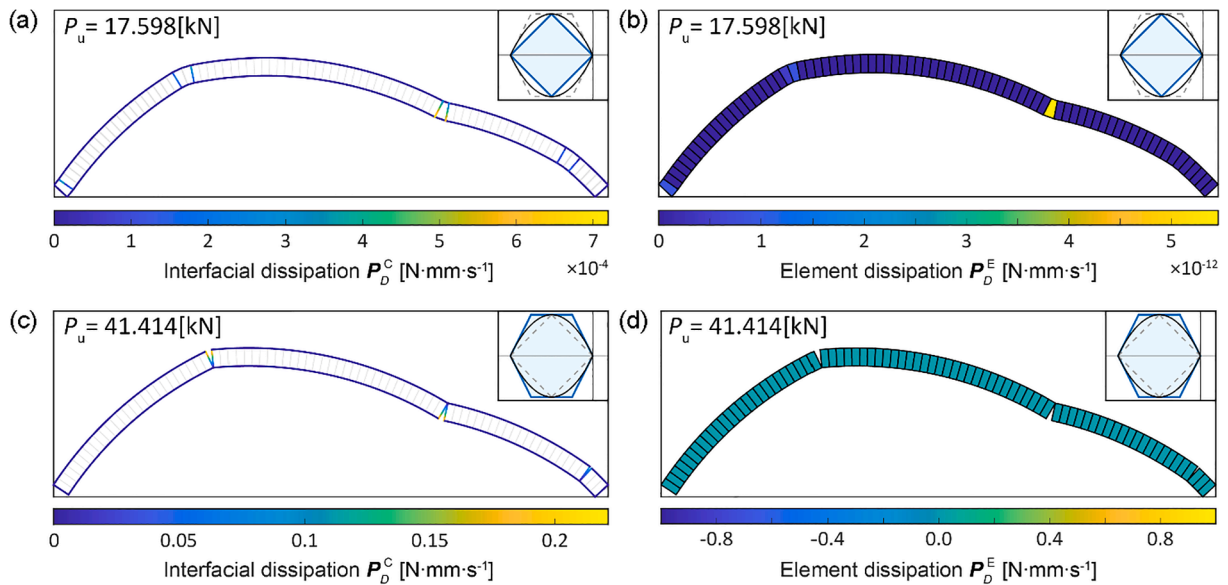 (a)
P_u = 17.598[kN]
0 1 2 3 4 5 6 7
Interfacial dissipation P_D^C [N·mm·s⁻¹] ×10⁻⁴
(b)
P_u = 17.598[kN]
0 1 2 3 4 5
Element dissipation P_D^E [N·mm·s⁻¹] ×10⁻¹²
(c)
P_u = 41.414[kN]
0 0.05 0.1 0.15 0.2
Interfacial dissipation P_D^C [N·mm·s⁻¹]
(d)
P_u = 41.414[kN]
-0.8 -0.4 0.0 0.4 0.8
Element dissipation P_D^E [N·mm·s⁻¹]